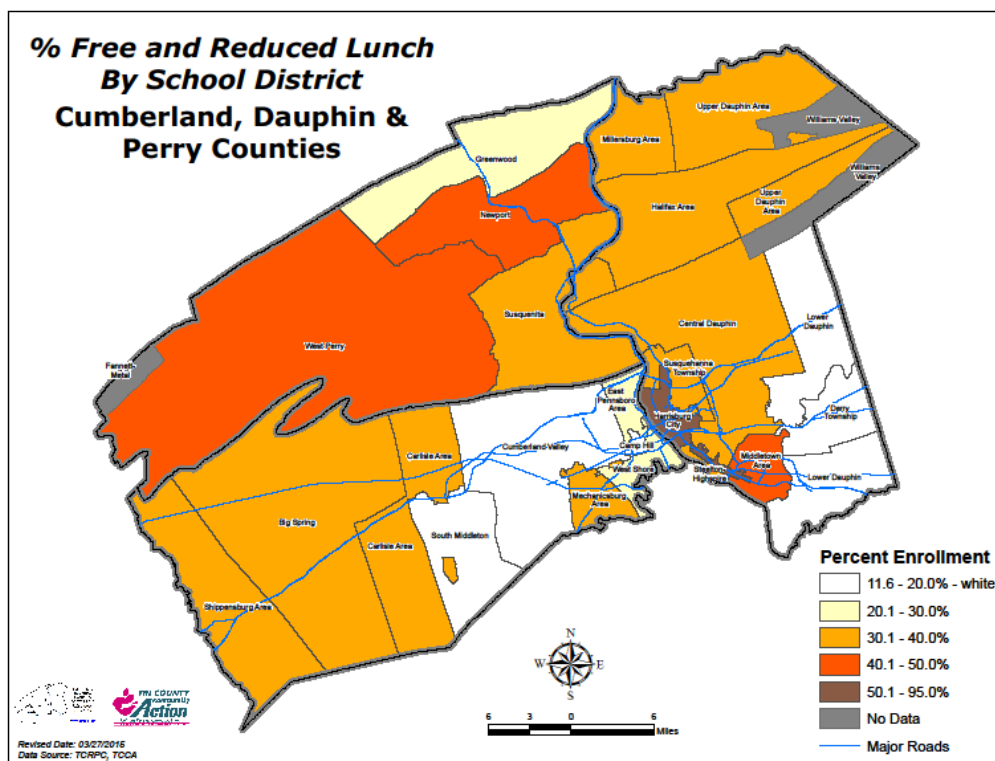 % Free and Reduced Lunch
By School District
Cumberland, Dauphin &
Perry Counties
Upper Dauphin Area
Williams Valley
Millersburg Area
Greenwood
Williams
Valley
Upper
Dauphin
Area
Halifax Area
Newport
Susquenita
Central Dauphin
Lower
Dauphin
West Perry
Fannett-
Metal
Susquehanna
Township
East
Pennsboro
Area
Derry
Township
Harrisburg
City
Camp Hill
Cumberland Valley
Carlisle Area
Middletown
Area
West Shore
Steelton
Highspire
Lower Dauphin
Mechanicsburg
Area
Big Spring
South Middleton
Carlisle Area
Shippensburg Area
Percent Enrollment
11.6 - 20.0% - white
20.1 - 30.0%
30.1 - 40.0%
40.1 - 50.0%
50.1 - 95.0%
No Data
Major Roads
N
W
E
S
6 3 0 6
Miles
TRI COUNTY
Community
Action
Revised Date: 03/27/2016
Data Source: TCRPC, TCCA